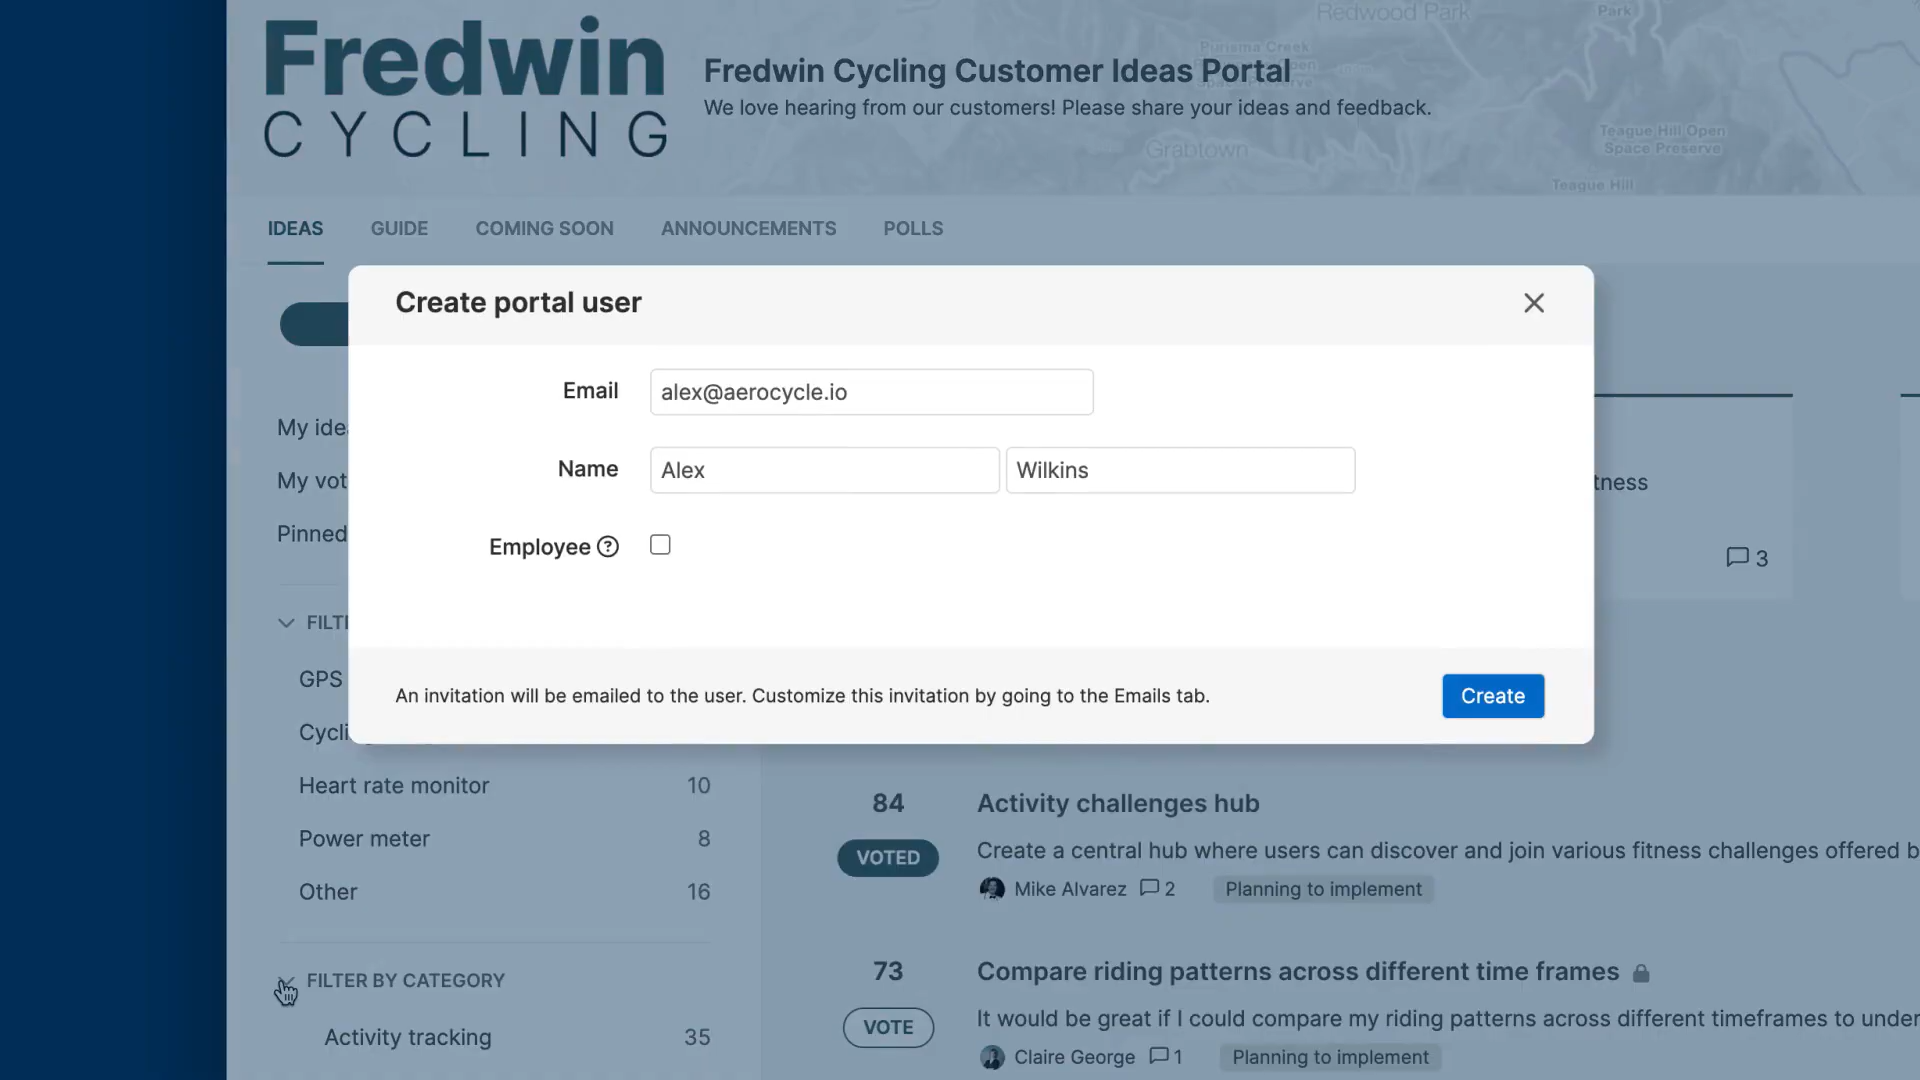 Fredwin
CYCLING
Fredwin Cycling Customer Ideas Portal
We love hearing from our customers! Please share your ideas and feedback.
Redwood Park
Park
Purisma Creek
Grabtown
Teague Hill Open
Space Preserve
Teague Hill
IDEAS GUIDE COMING SOON ANNOUNCEMENTS POLLS
Create portal user
Email alex@aerocycle.io
Name Alex Wilkins
Employee ?
An invitation will be emailed to the user. Customize this invitation by going to the Emails tab.
Create
My ide
My vot
Pinned
FILT
GPS
Cycli
Heart rate monitor 10
Power meter 8
Other 16
FILTER BY CATEGORY
Activity tracking 35
tness
3
84
VOTED
Activity challenges hub
Create a central hub where users can discover and join various fitness challenges offered b
Mike Alvarez 2 Planning to implement
73
VOTE
Compare riding patterns across different time frames
It would be great if I could compare my riding patterns across different timeframes to under
Claire George 1 Planning to implement